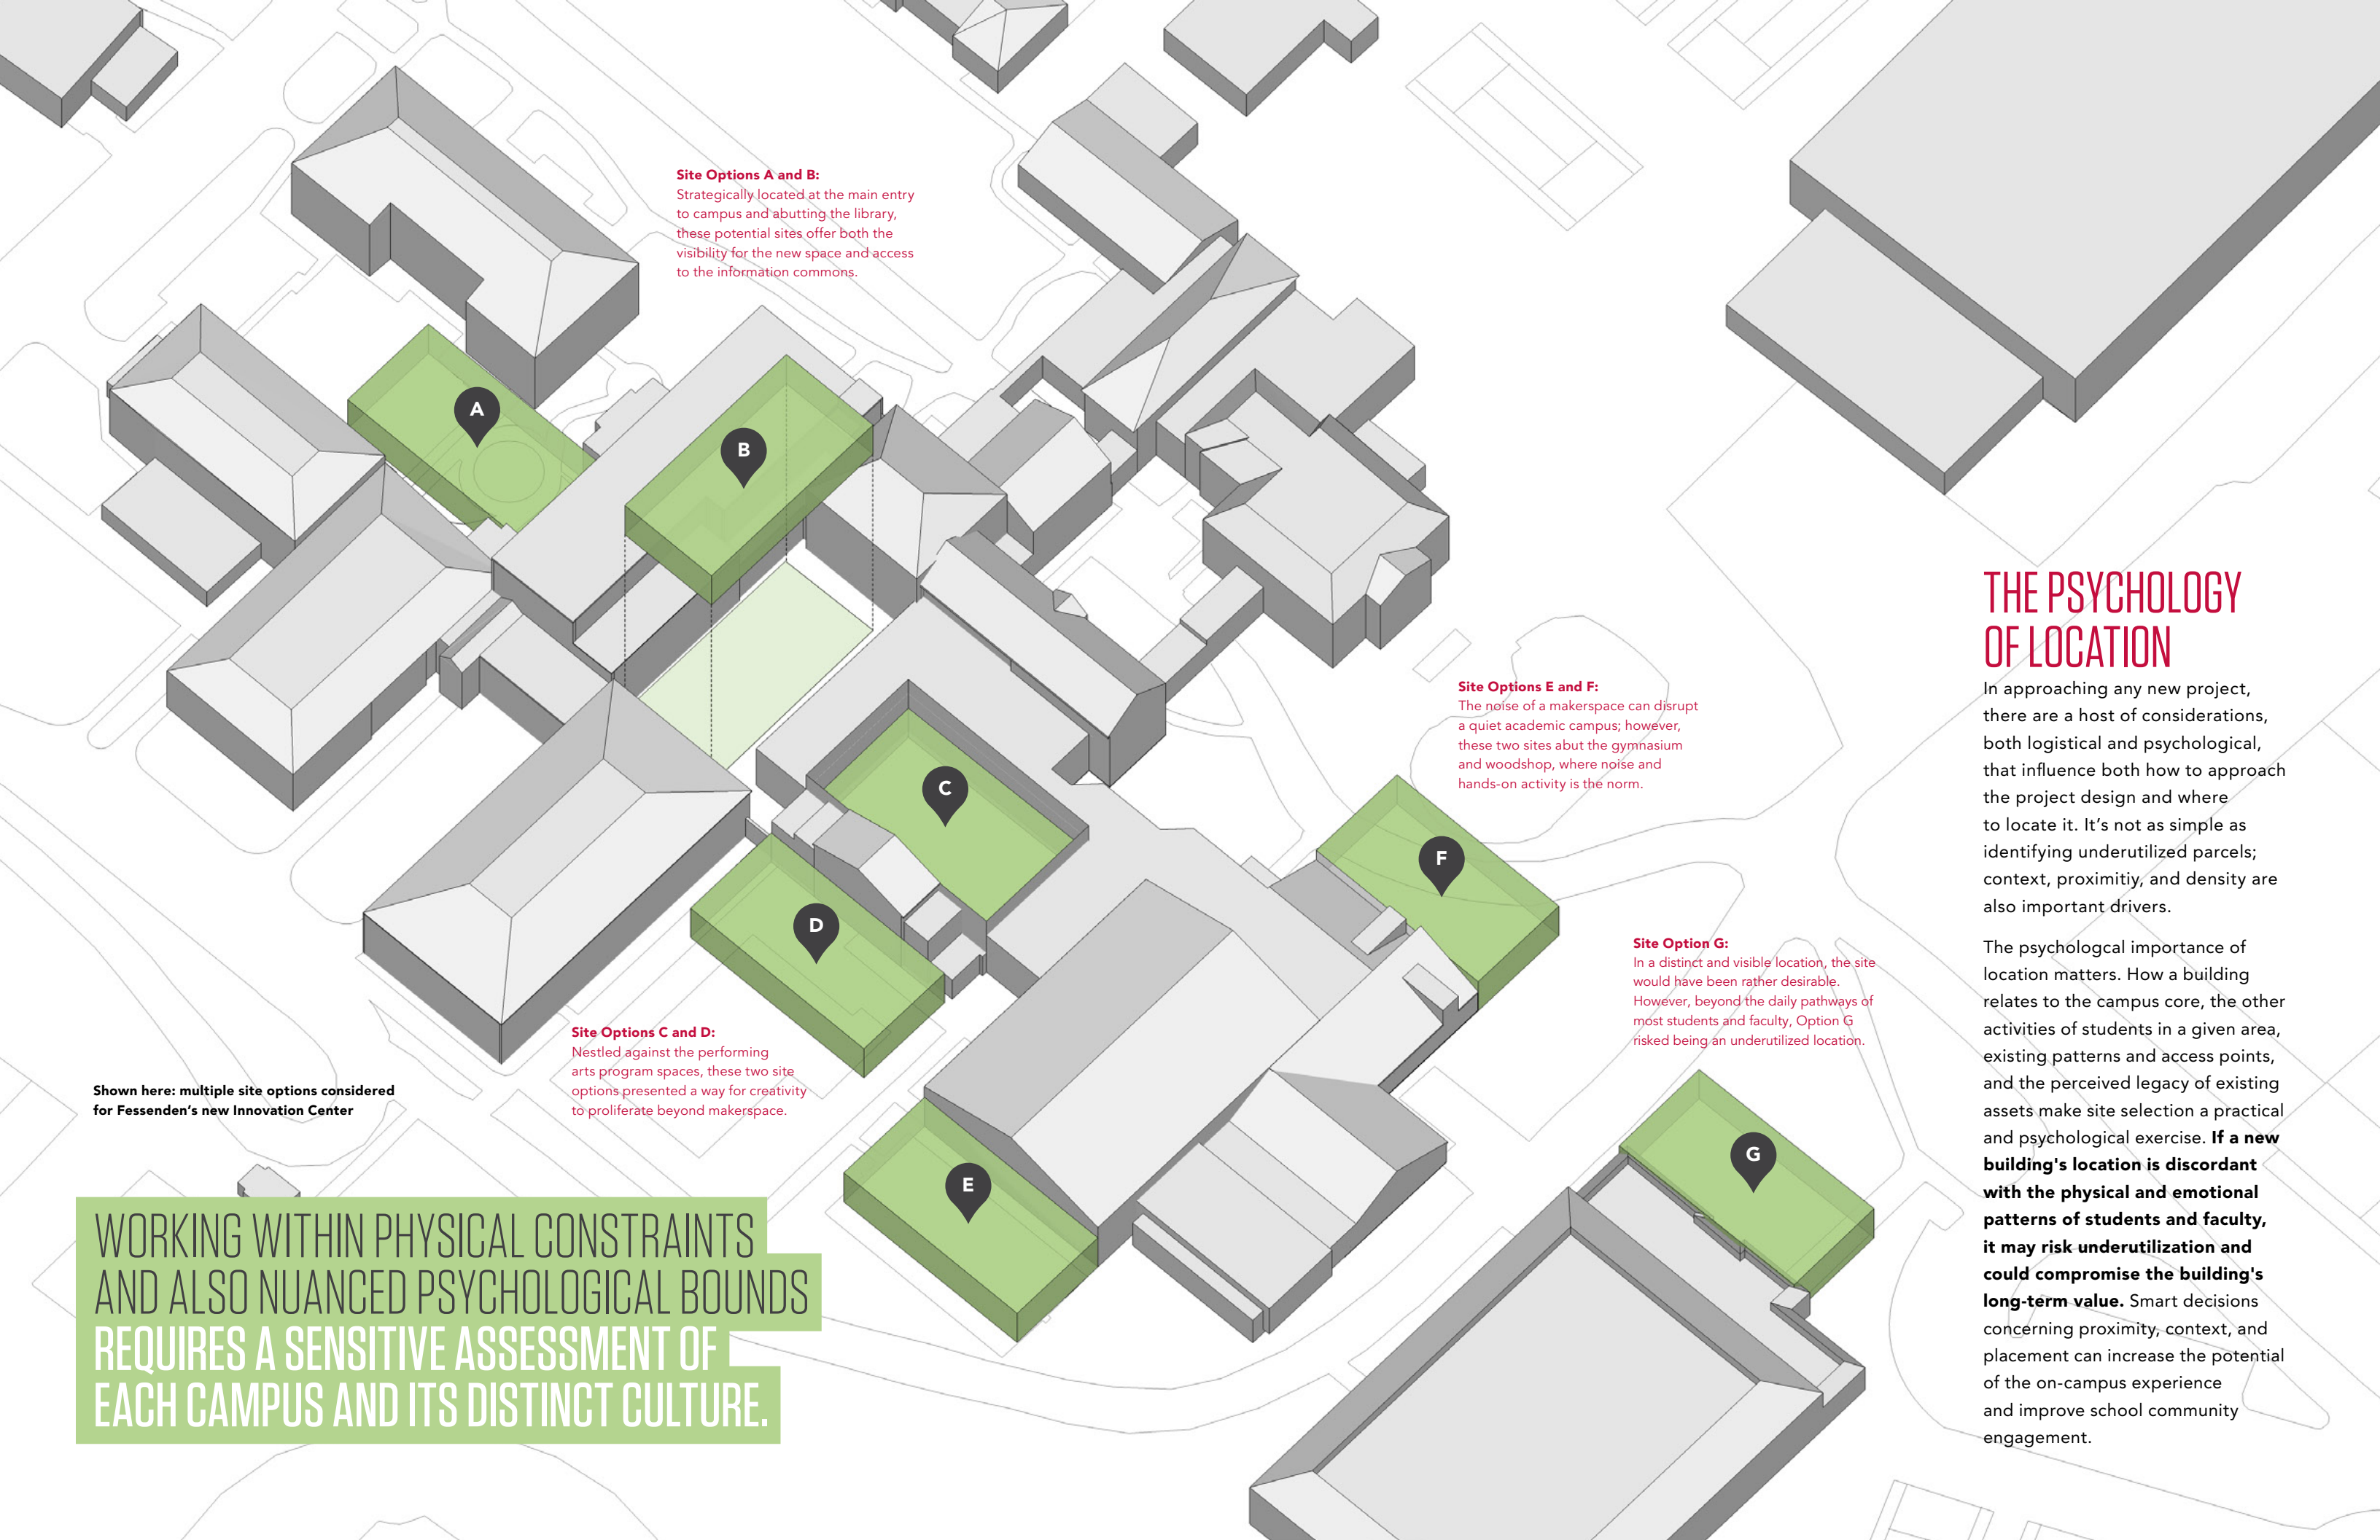 Site Options A and B:
Strategically located at the main entry
to campus and abutting the library,
these potential sites offer both the
visibility for the new space and access
to the information commons.
A
B
C
D
E
F
G
Site Options E and F:
The noise of a makerspace can disrupt
a quiet academic campus; however,
these two sites abut the gymnasium
and woodshop, where noise and
hands-on activity is the norm.
Site Option G:
In a distinct and visible location, the site
would have been rather desirable.
However, beyond the daily pathways of
most students and faculty, Option G
risked being an underutilized location.
Site Options C and D:
Nestled against the performing
arts program spaces, these two site
options presented a way for creativity
to proliferate beyond makerspace.
Shown here: multiple site options considered
for Fessenden's new Innovation Center
WORKING WITHIN PHYSICAL CONSTRAINTS
AND ALSO NUANCED PSYCHOLOGICAL BOUNDS
REQUIRES A SENSITIVE ASSESSMENT OF
EACH CAMPUS AND ITS DISTINCT CULTURE.
THE PSYCHOLOGY
OF LOCATION
In approaching any new project,
there are a host of considerations,
both logistical and psychological,
that influence both how to approach
the project design and where
to locate it. It's not as simple as
identifying underutilized parcels;
context, proximitiy, and density are
also important drivers.
The psychologcal importance of
location matters. How a building
relates to the campus core, the other
activities of students in a given area,
existing patterns and access points,
and the perceived legacy of existing
assets make site selection a practical
and psychological exercise. If a new
building's location is discordant
with the physical and emotional
patterns of students and faculty,
it may risk underutilization and
could compromise the building's
long-term value. Smart decisions
concerning proximity, context, and
placement can increase the potential
of the on-campus experience
and improve school community
engagement.